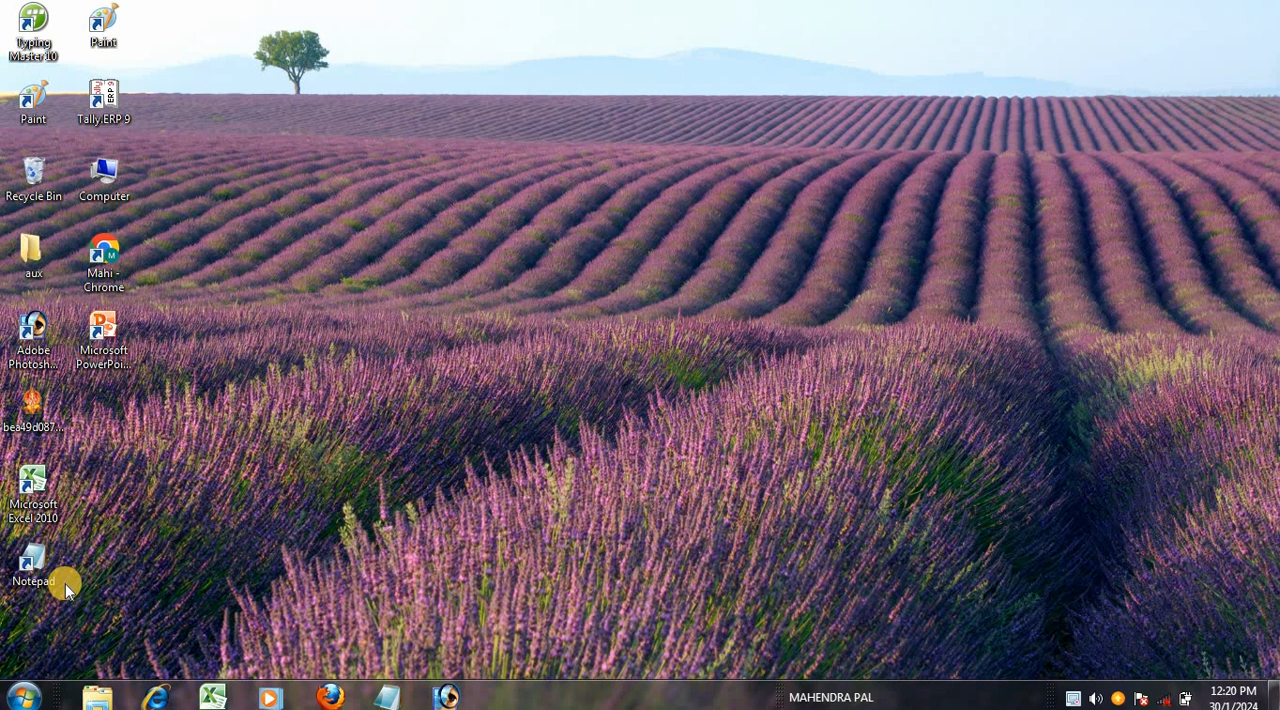 Typing
Master 10
Paint
Paint
Tally.ERP 9
Recycle Bin
Computer
aux
Mahi -
Chrome
Adobe
Photosh...
Microsoft
PowerPoi...
bea49d087...
Microsoft
Excel 2010
Notepad
MAHENDRA PAL
12:20 PM
30/1/2024